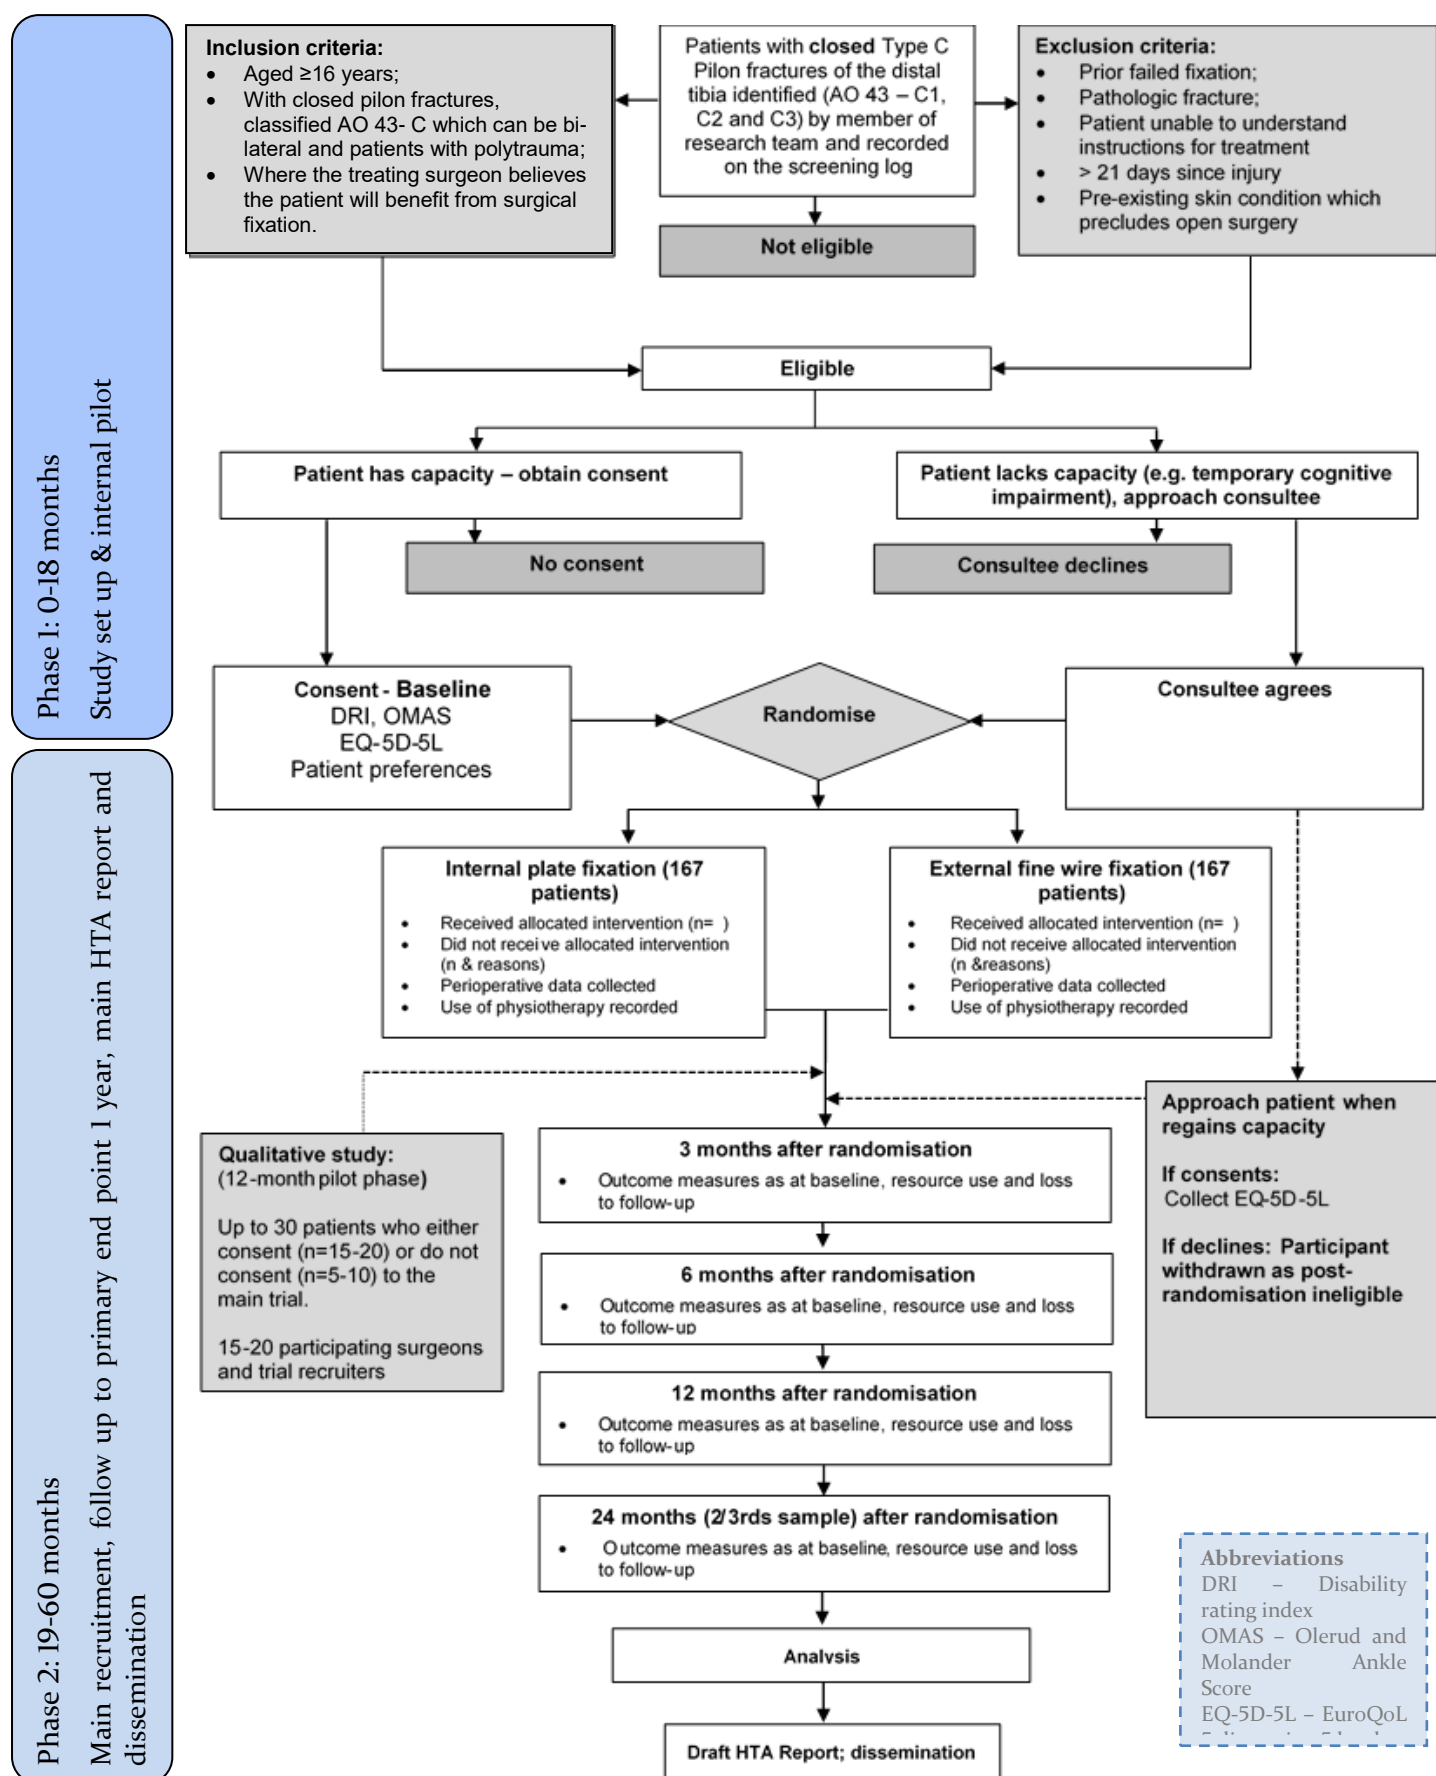 Phase 1: 0-18 months
Study set up & internal pilot
Inclusion criteria:
• Aged ≥16 years;
• With closed pilon fractures,
classified AO 43- C which can be bi-
lateral and patients with polytrauma;
• Where the treating surgeon believes
the patient will benefit from surgical
fixation.
Patients with closed Type C
Pilon fractures of the distal
tibia identified (AO 43 – C1,
C2 and C3) by member of
research team and recorded
on the screening log
Exclusion criteria:
• Prior failed fixation;
• Pathologic fracture;
• Patient unable to understand
instructions for treatment
• > 21 days since injury
• Pre-existing skin condition which
precludes open surgery
Not eligible
Eligible
Patient has capacity – obtain consent
Patient lacks capacity (e.g. temporary cognitive
impairment), approach consultee
No consent
Consultee declines
Consent - Baseline
DRI, OMAS
EQ-5D-5L
Patient preferences
Randomise
Consultee agrees
Phase 2: 19-60 months
Main recruitment, follow up to primary end point 1 year, main HTA report and
dissemination
Internal plate fixation (167
patients)
• Received allocated intervention (n= )
• Did not receive allocated intervention
(n & reasons)
• Perioperative data collected
• Use of physiotherapy recorded
External fine wire fixation (167
patients)
• Received allocated intervention (n= )
• Did not receive allocated intervention
(n &reasons)
• Perioperative data collected
• Use of physiotherapy recorded
Qualitative study:
(12-month pilot phase)
Up to 30 patients who either
consent (n=15-20) or do not
consent (n=5-10) to the
main trial.
15-20 participating surgeons
and trial recruiters
Approach patient when
regains capacity
If consents:
Collect EQ-5D-5L
If declines: Participant
withdrawn as post-
randomisation ineligible
3 months after randomisation
• Outcome measures as at baseline, resource use and loss
to follow-up
6 months after randomisation
• Outcome measures as at baseline, resource use and loss
to follow-up
12 months after randomisation
• Outcome measures as at baseline, resource use and loss
to follow-up
24 months (2/3rds sample) after randomisation
• Outcome measures as at baseline, resource use and loss
to follow-up
Analysis
Draft HTA Report; dissemination
Abbreviations
DRI – Disability
rating index
OMAS – Olerud and
Molander Ankle
Score
EQ-5D-5L – EuroQoL